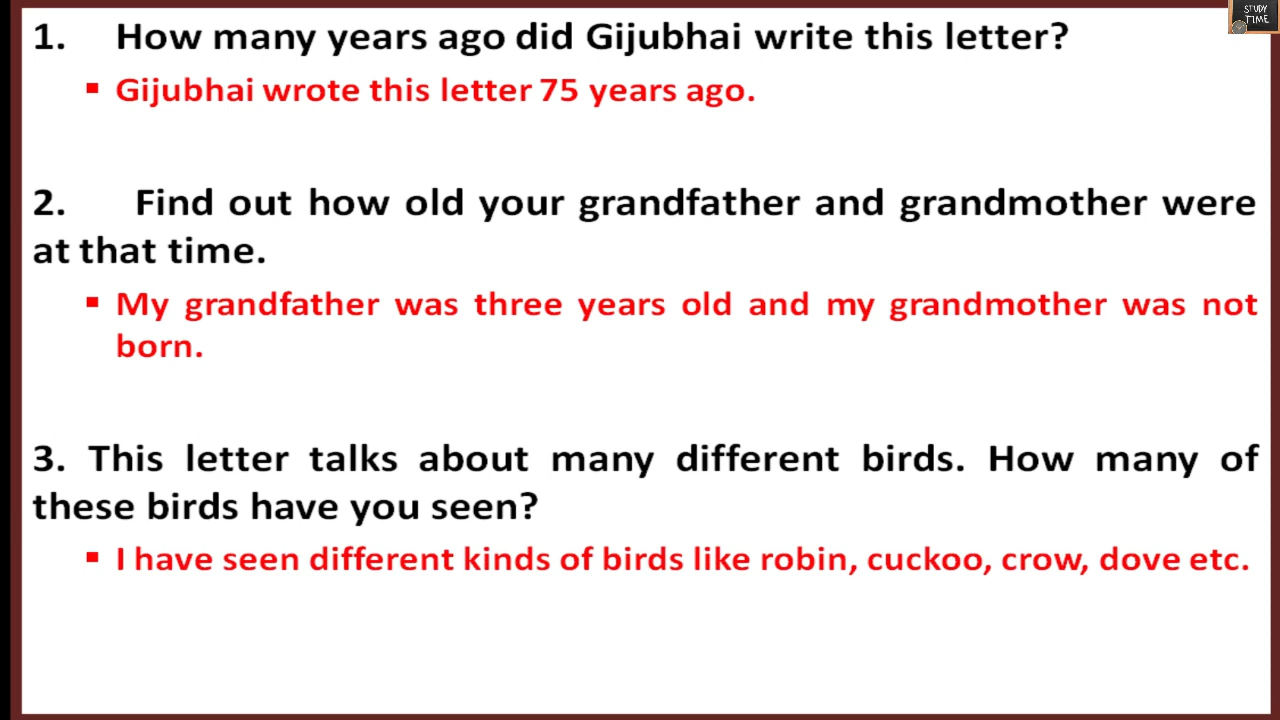 STUDY
TIME
1. How many years ago did Gijubhai write this letter?
▪ Gijubhai wrote this letter 75 years ago.
2. Find out how old your grandfather and grandmother were
at that time.
▪ My grandfather was three years old and my grandmother was not
born.
3. This letter talks about many different birds. How many of
these birds have you seen?
▪ I have seen different kinds of birds like robin, cuckoo, crow, dove etc.